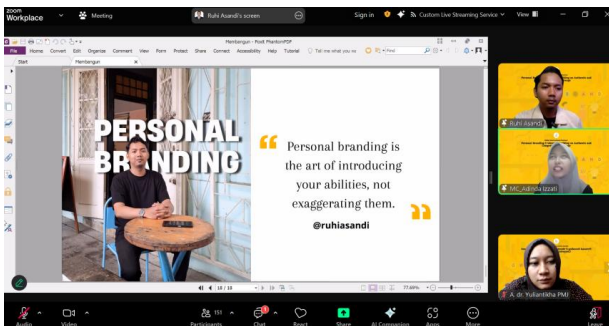 zoom
Workplace
Meeting
Ruhi Asandi's screen
Sign in
Custom Live Streaming Service
View
Membangun - Foxit PhantomPDF
File Home Convert Edit Organize Comment View Form Protect Share Connect Accessibility Help Tutorial
Tell me what you
Find
Start
Membangun
PERSONAL
BRANDING
“
Personal branding is
the art of introducing
your abilities, not
exaggerating them.
”
@ruhiasandi
Ruhi Asandi
MC_Adinda Izzati
A. dr. Yuliantikha PMI
10 / 10
77.69%
Audio
Video
151
Participants
Chat
React
Share
AI Companion
Apps
More
Leave